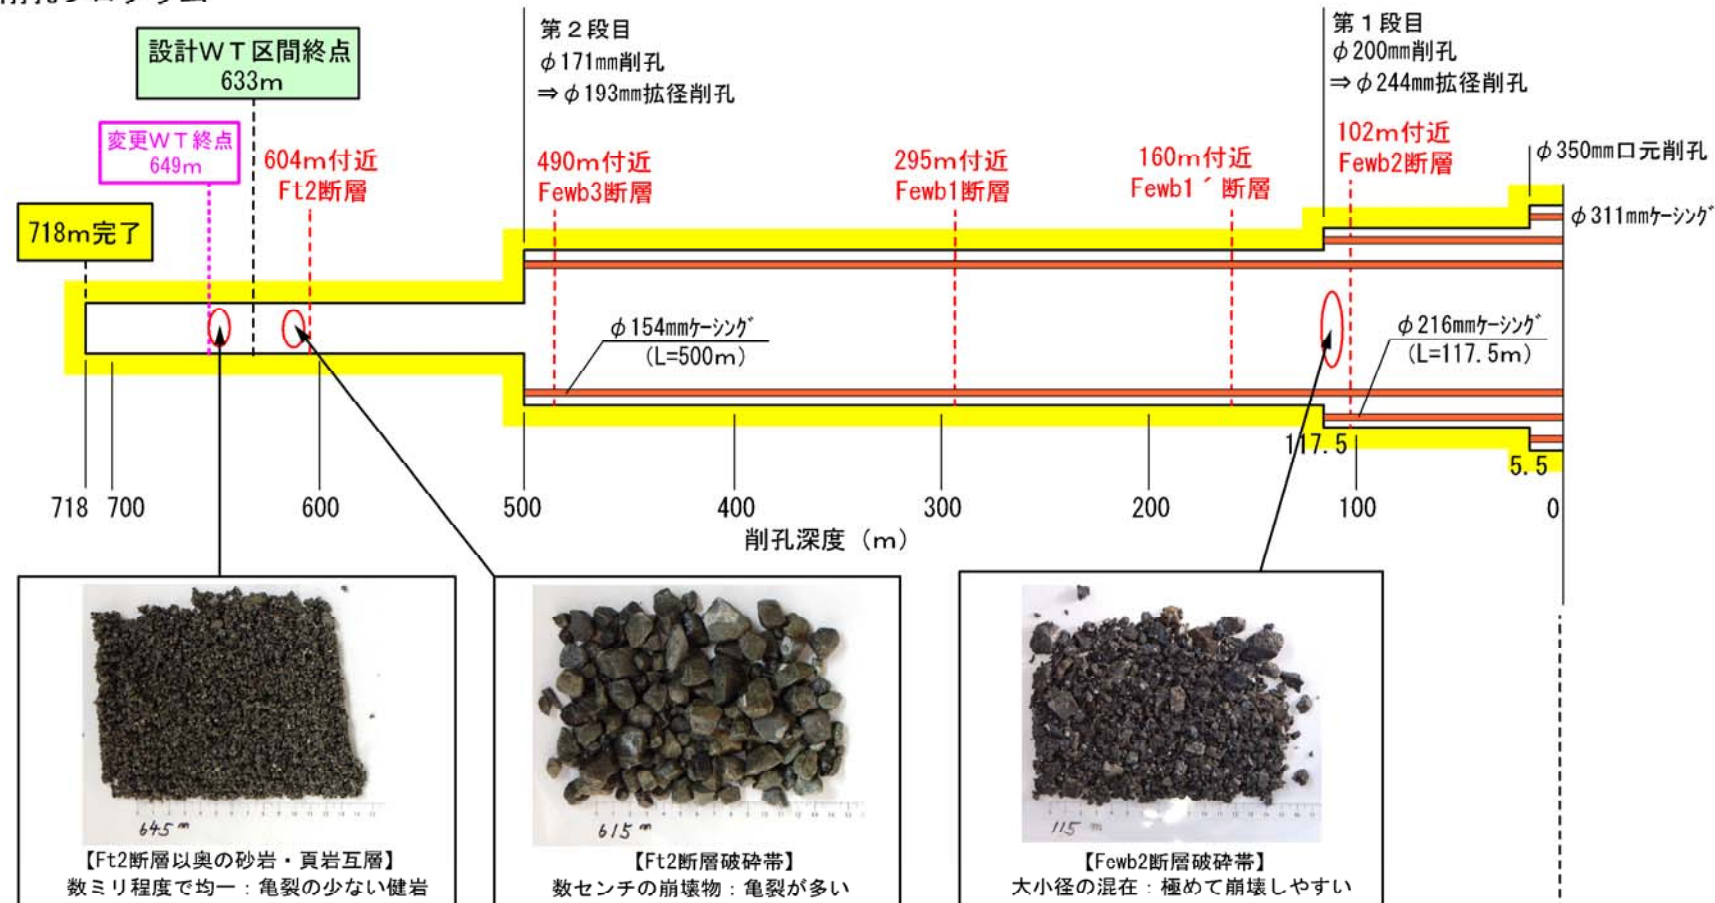 設計WT区間終点
633m
変更WT終点
649m
718m完了
604m付近
Ft2断層
第2段目
φ171mm削孔
⇒φ193mm拡径削孔
490m付近
Fewb3断層
295m付近
Fewb1断層
160m付近
Fewb1´断層
第1段目
φ200mm削孔
⇒φ244mm拡径削孔
102m付近
Fewb2断層
φ350mm口元削孔
φ311mmケーシング
φ154mmケーシング
(L=500m)
φ216mmケーシング
(L=117.5m)
117.5
5.5
718 700 600 500 400 300 200 100 0
削孔深度(m)
645 m
【Ft2断層以奥の砂岩・頁岩互層】
数ミリ程度で均一:亀裂の少ない健岩
615 m
【Ft2断層破砕帯】
数センチの崩壊物:亀裂が多い
115 m
【Fewb2断層破砕帯】
大小径の混在:極めて崩壊しやすい